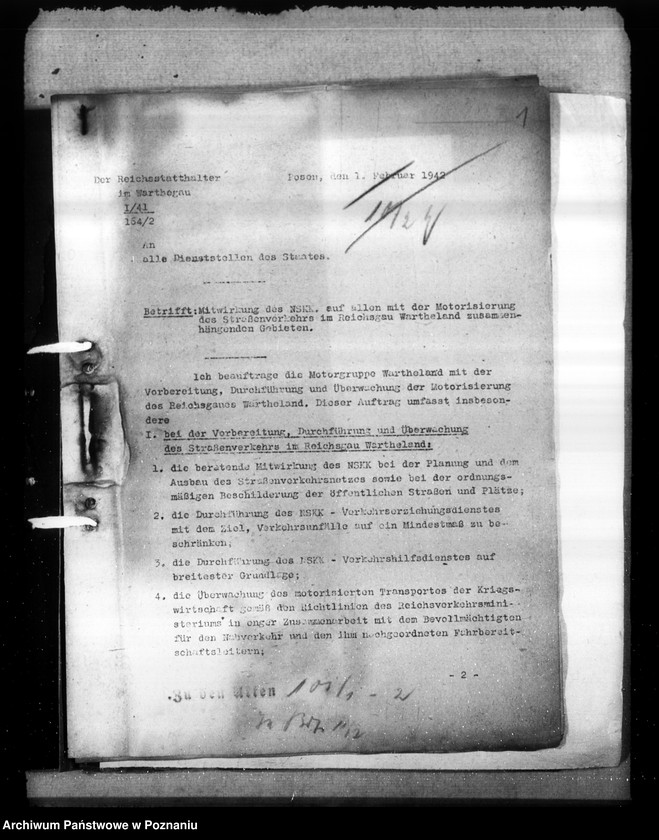 1
Der Reichsstatthalter
im Warthegau
I/41
164/2
Posen, den 1. Februar 1942
An
alle Dienststellen des Staates.
Betrifft: Mitwirkung des NSKK. auf allen mit der Motorisierung
des Straßenverkehrs im Reichsgau Wartheland zusammen-
hängenden Gebieten.
Ich beauftrage die Motorgruppe Wartheland mit der
Vorbereitung, Durchführung und Überwachung der Motorisierung
des Reichsgaues Wartheland. Dieser Auftrag umfasst insbeson-
dere
I. bei der Vorbereitung, Durchführung und Überwachung
des Straßenverkehrs im Reichsgau Wartheland:
1. die beratende Mitwirkung des NSKK bei der Planung und dem
Ausbau des Straßenverkehrsnetzes sowie bei der ordnungs-
mäßigen Beschilderung der öffentlichen Straßen und Plätze;
2. die Durchführung des NSKK - Verkehrserziehungsdienstes
mit dem Ziel, Verkehrsunfälle auf ein Mindestmaß zu be-
schränken;
3. die Durchführung des NSKK - Verkehrshilfsdienstes auf
breitester Grundlage;
4. die Überwachung des motorisierten Transportes der Kriegs-
wirtschaft gemäß den Richtlinien des Reichsverkehrsmini-
steriums in enger Zusammenarbeit mit dem Bevollmächtigten
für den Nahverkehr und den ihm nachgeordneten Fahrbereit-
schaftsleitern;
- 2 -
Zu den Akten
Archiwum Państwowe w Poznaniu